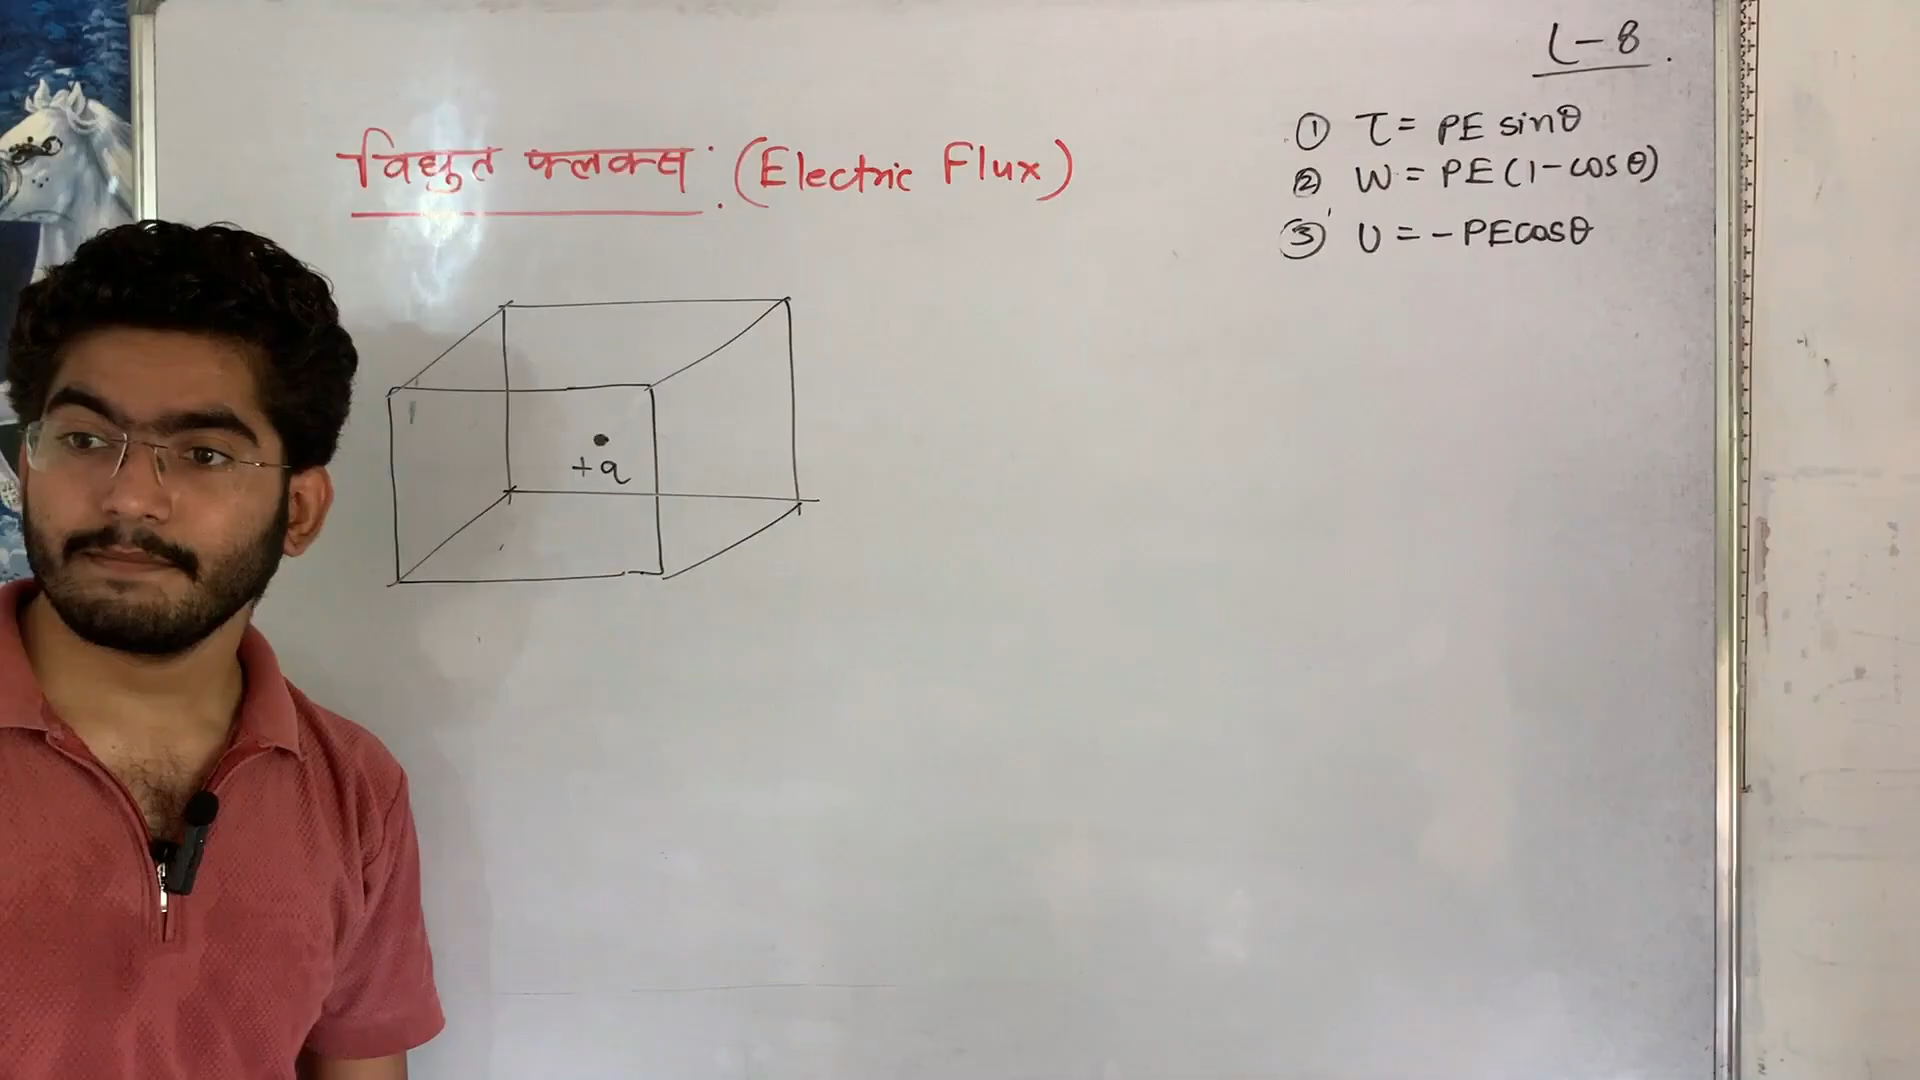 L-8.
विधुत फ्लक्स: (Electric Flux)
① τ = PE sinθ
② W = PE(1-cosθ)
③ U = -PEcosθ
+q